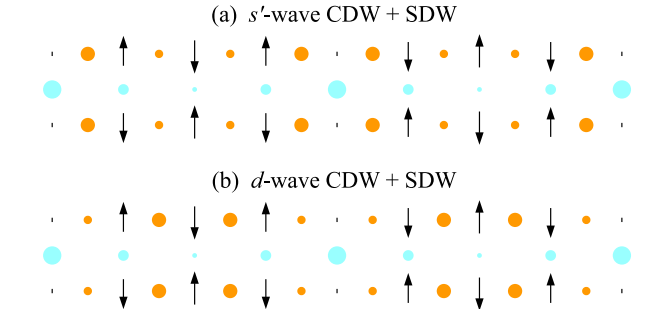 (a) s′-wave CDW + SDW
(b) d-wave CDW + SDW